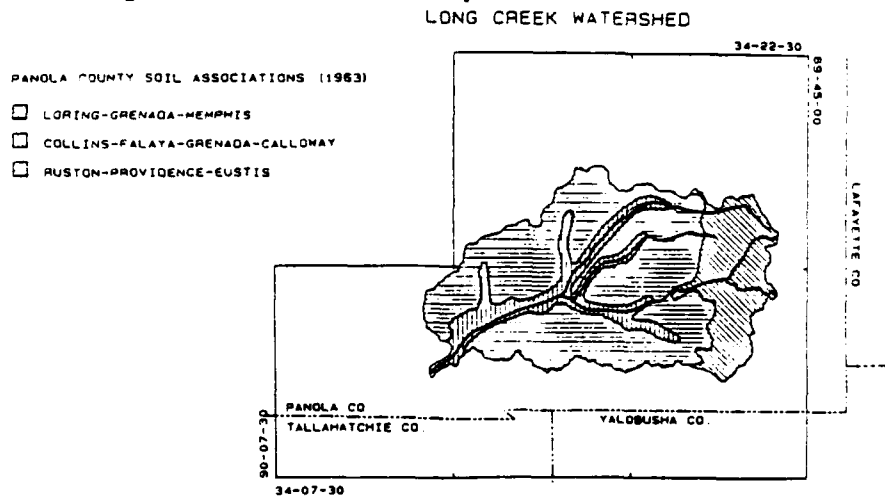 LONG CREEK WATERSHED
34-22-30
89-45-00
PANOLA COUNTY SOIL ASSOCIATIONS (1963)
LORING-GRENADA-MEMPHIS
COLLINS-FALAYA-GRENADA-CALLOWAY
RUSTON-PROVIDENCE-EUSTIS
LAFAYETTE CO.
PANOLA CO
TALLAHATCHIE CO.
YALOBUSHA CO.
90-07-30
34-07-30